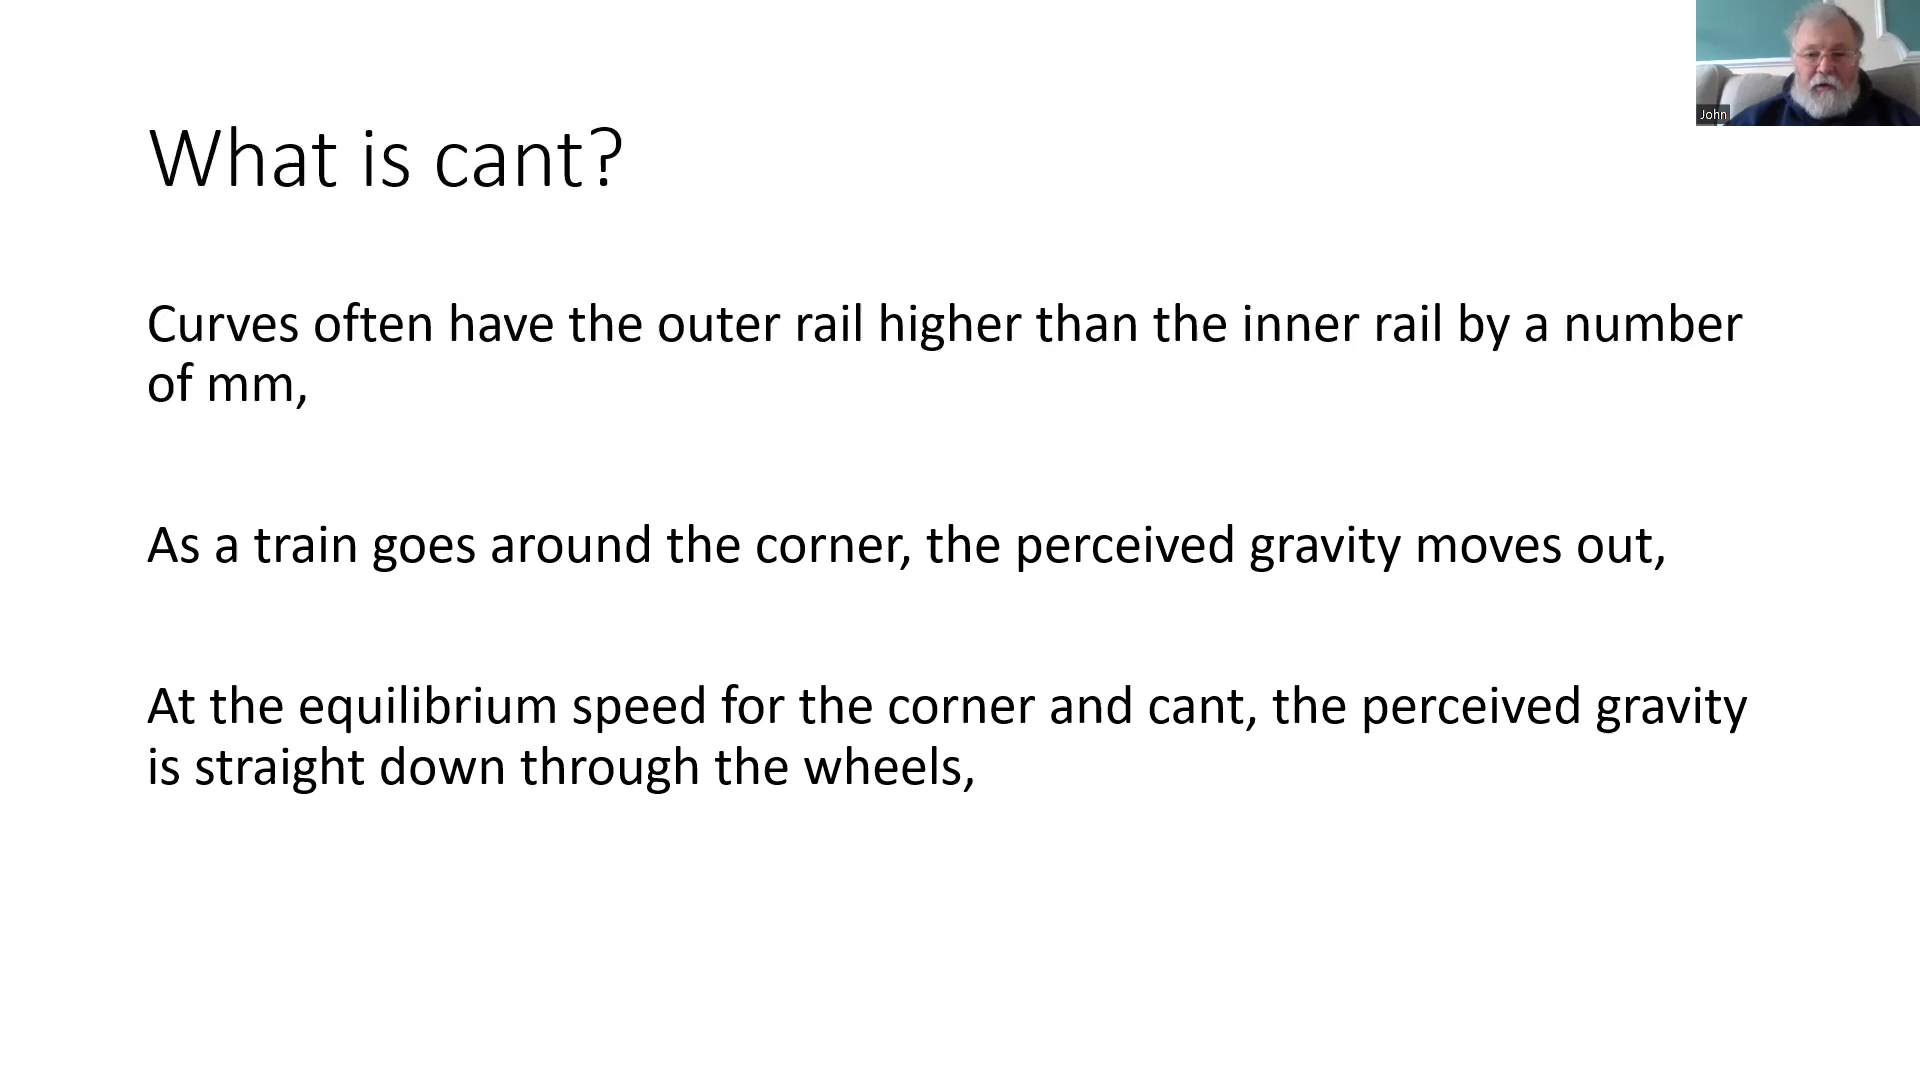 What is cant?
Curves often have the outer rail higher than the inner rail by a number
of mm,
As a train goes around the corner, the perceived gravity moves out,
At the equilibrium speed for the corner and cant, the perceived gravity
is straight down through the wheels,
John